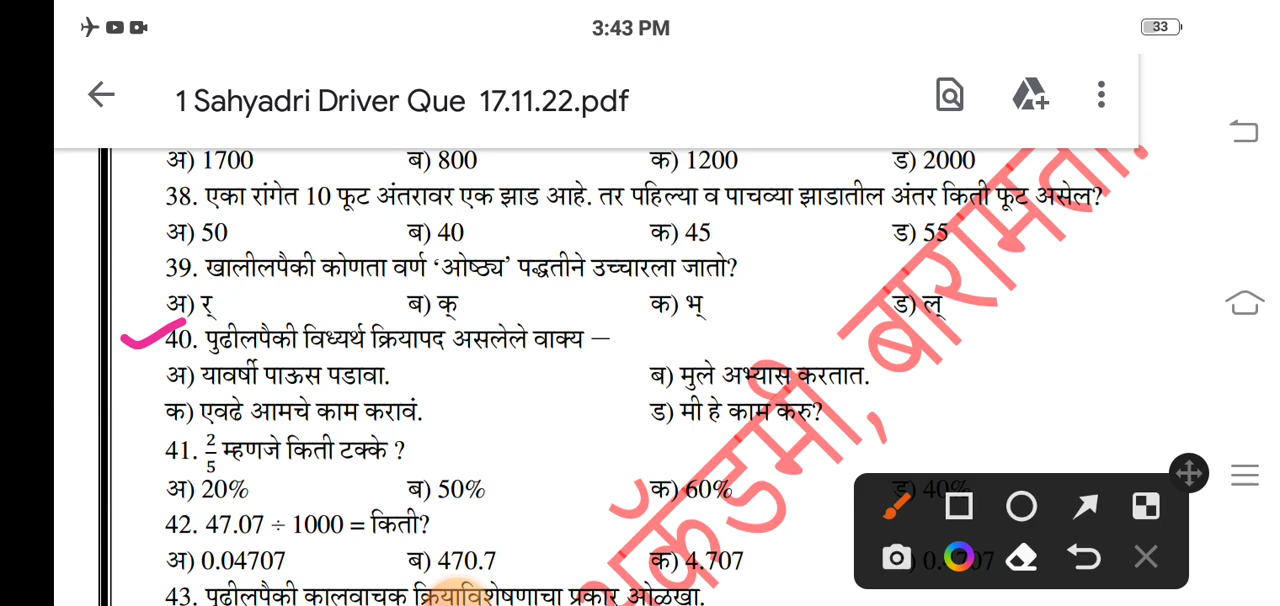 3:43 PM
33
1 Sahyadri Driver Que 17.11.22.pdf
अ) 1700 ब) 800 क) 1200 ड) 2000
38. एका रांगेत 10 फूट अंतरावर एक झाड आहे. तर पहिल्या व पाचव्या झाडातील अंतर किती फूट असेल?
अ) 50 ब) 40 क) 45 ड) 55
39. खालीलपैकी कोणता वर्ण ‘ओष्ठ्य’ पद्धतीने उच्चारला जातो?
अ) र् ब) क् क) भ् ड) ल्
40. पुढीलपैकी विध्यर्थ क्रियापद असलेले वाक्य –
अ) यावर्षी पाऊस पडावा. ब) मुले अभ्यास करतात.
क) एवढे आमचे काम करावं. ड) मी हे काम करु?
41. 2/5 म्हणजे किती टक्के ?
अ) 20% ब) 50% क) 60% ड) 40%
42. 47.07 ÷ 1000 = किती?
अ) 0.04707 ब) 470.7 क) 4.707
43. पुढीलपैकी कालवाचक क्रियाविशेषणाचा प्रकार ओळखा.
अकॅडमी, बारामती.